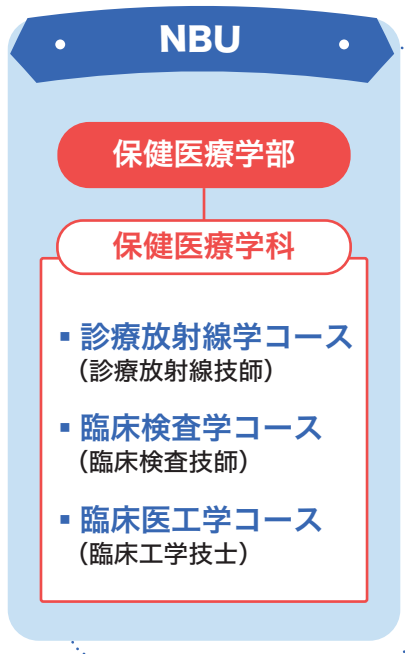 NBU
保健医療学部
保健医療学科
▪診療放射線学コース
（診療放射線技師）
▪臨床検査学コース
（臨床検査技師）
▪臨床医工学コース
（臨床工学技士）